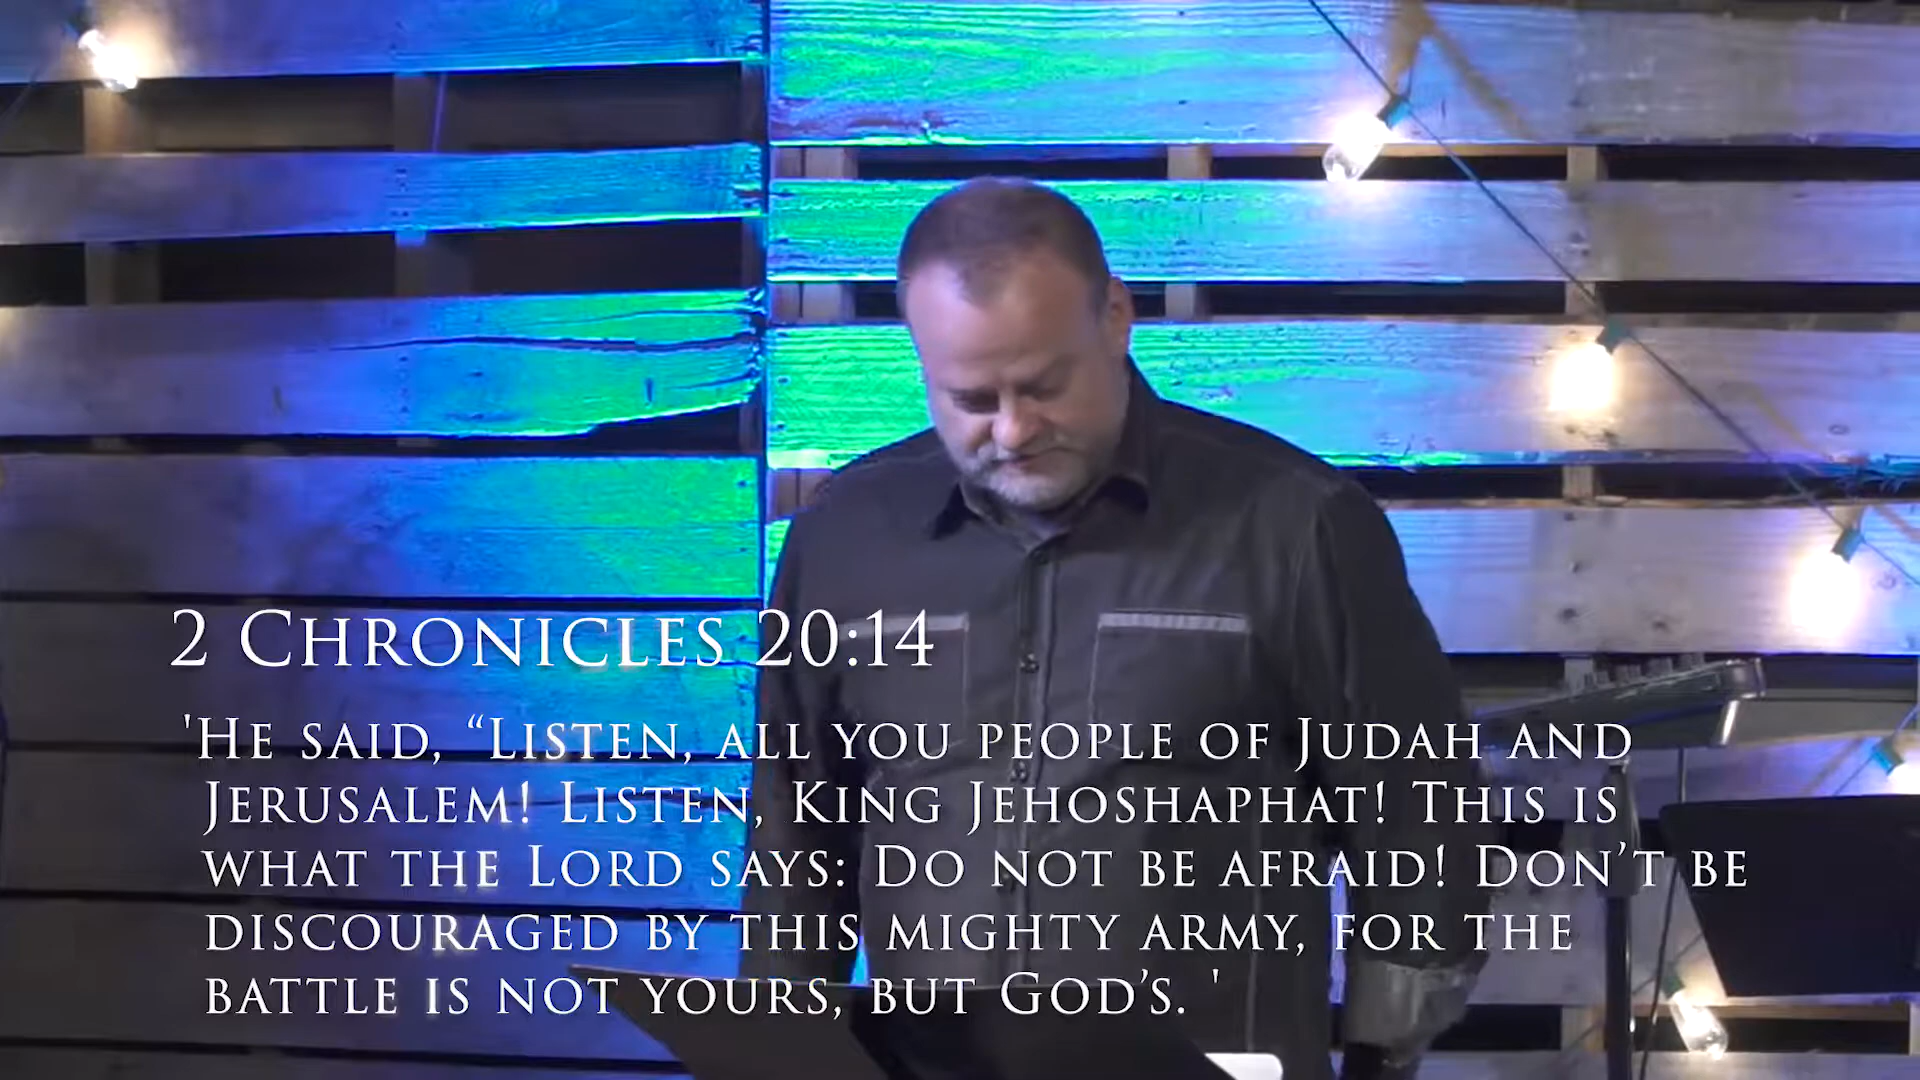 2 Chronicles 20:14
'He said, “Listen, all you people of Judah and
Jerusalem! Listen, King Jehoshaphat! This is
what the Lord says: Do not be afraid! Don’t be
discouraged by this mighty army, for the
battle is not yours, but God’s. '